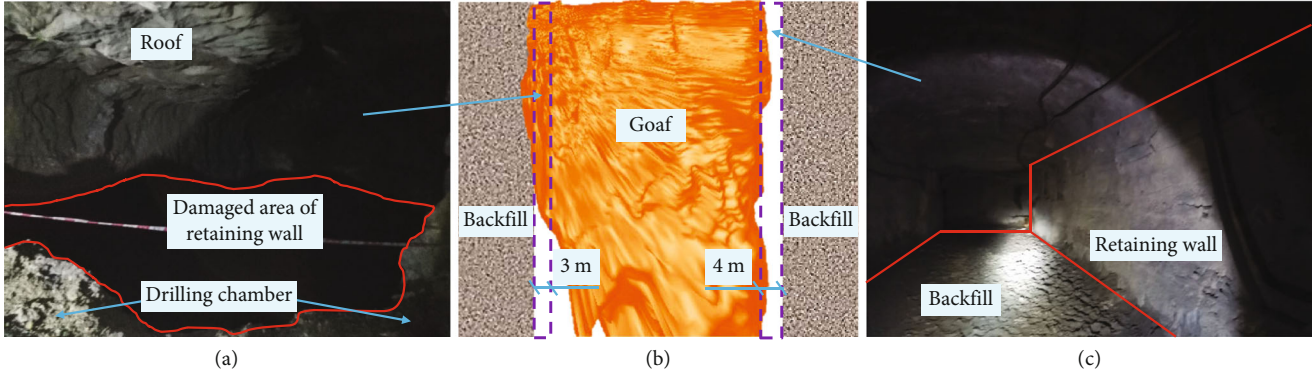 Roof
Damaged area of
retaining wall
Drilling chamber
(a)
Goaf
Backfill
Backfill
3 m
4 m
(b)
Retaining wall
Backfill
(c)